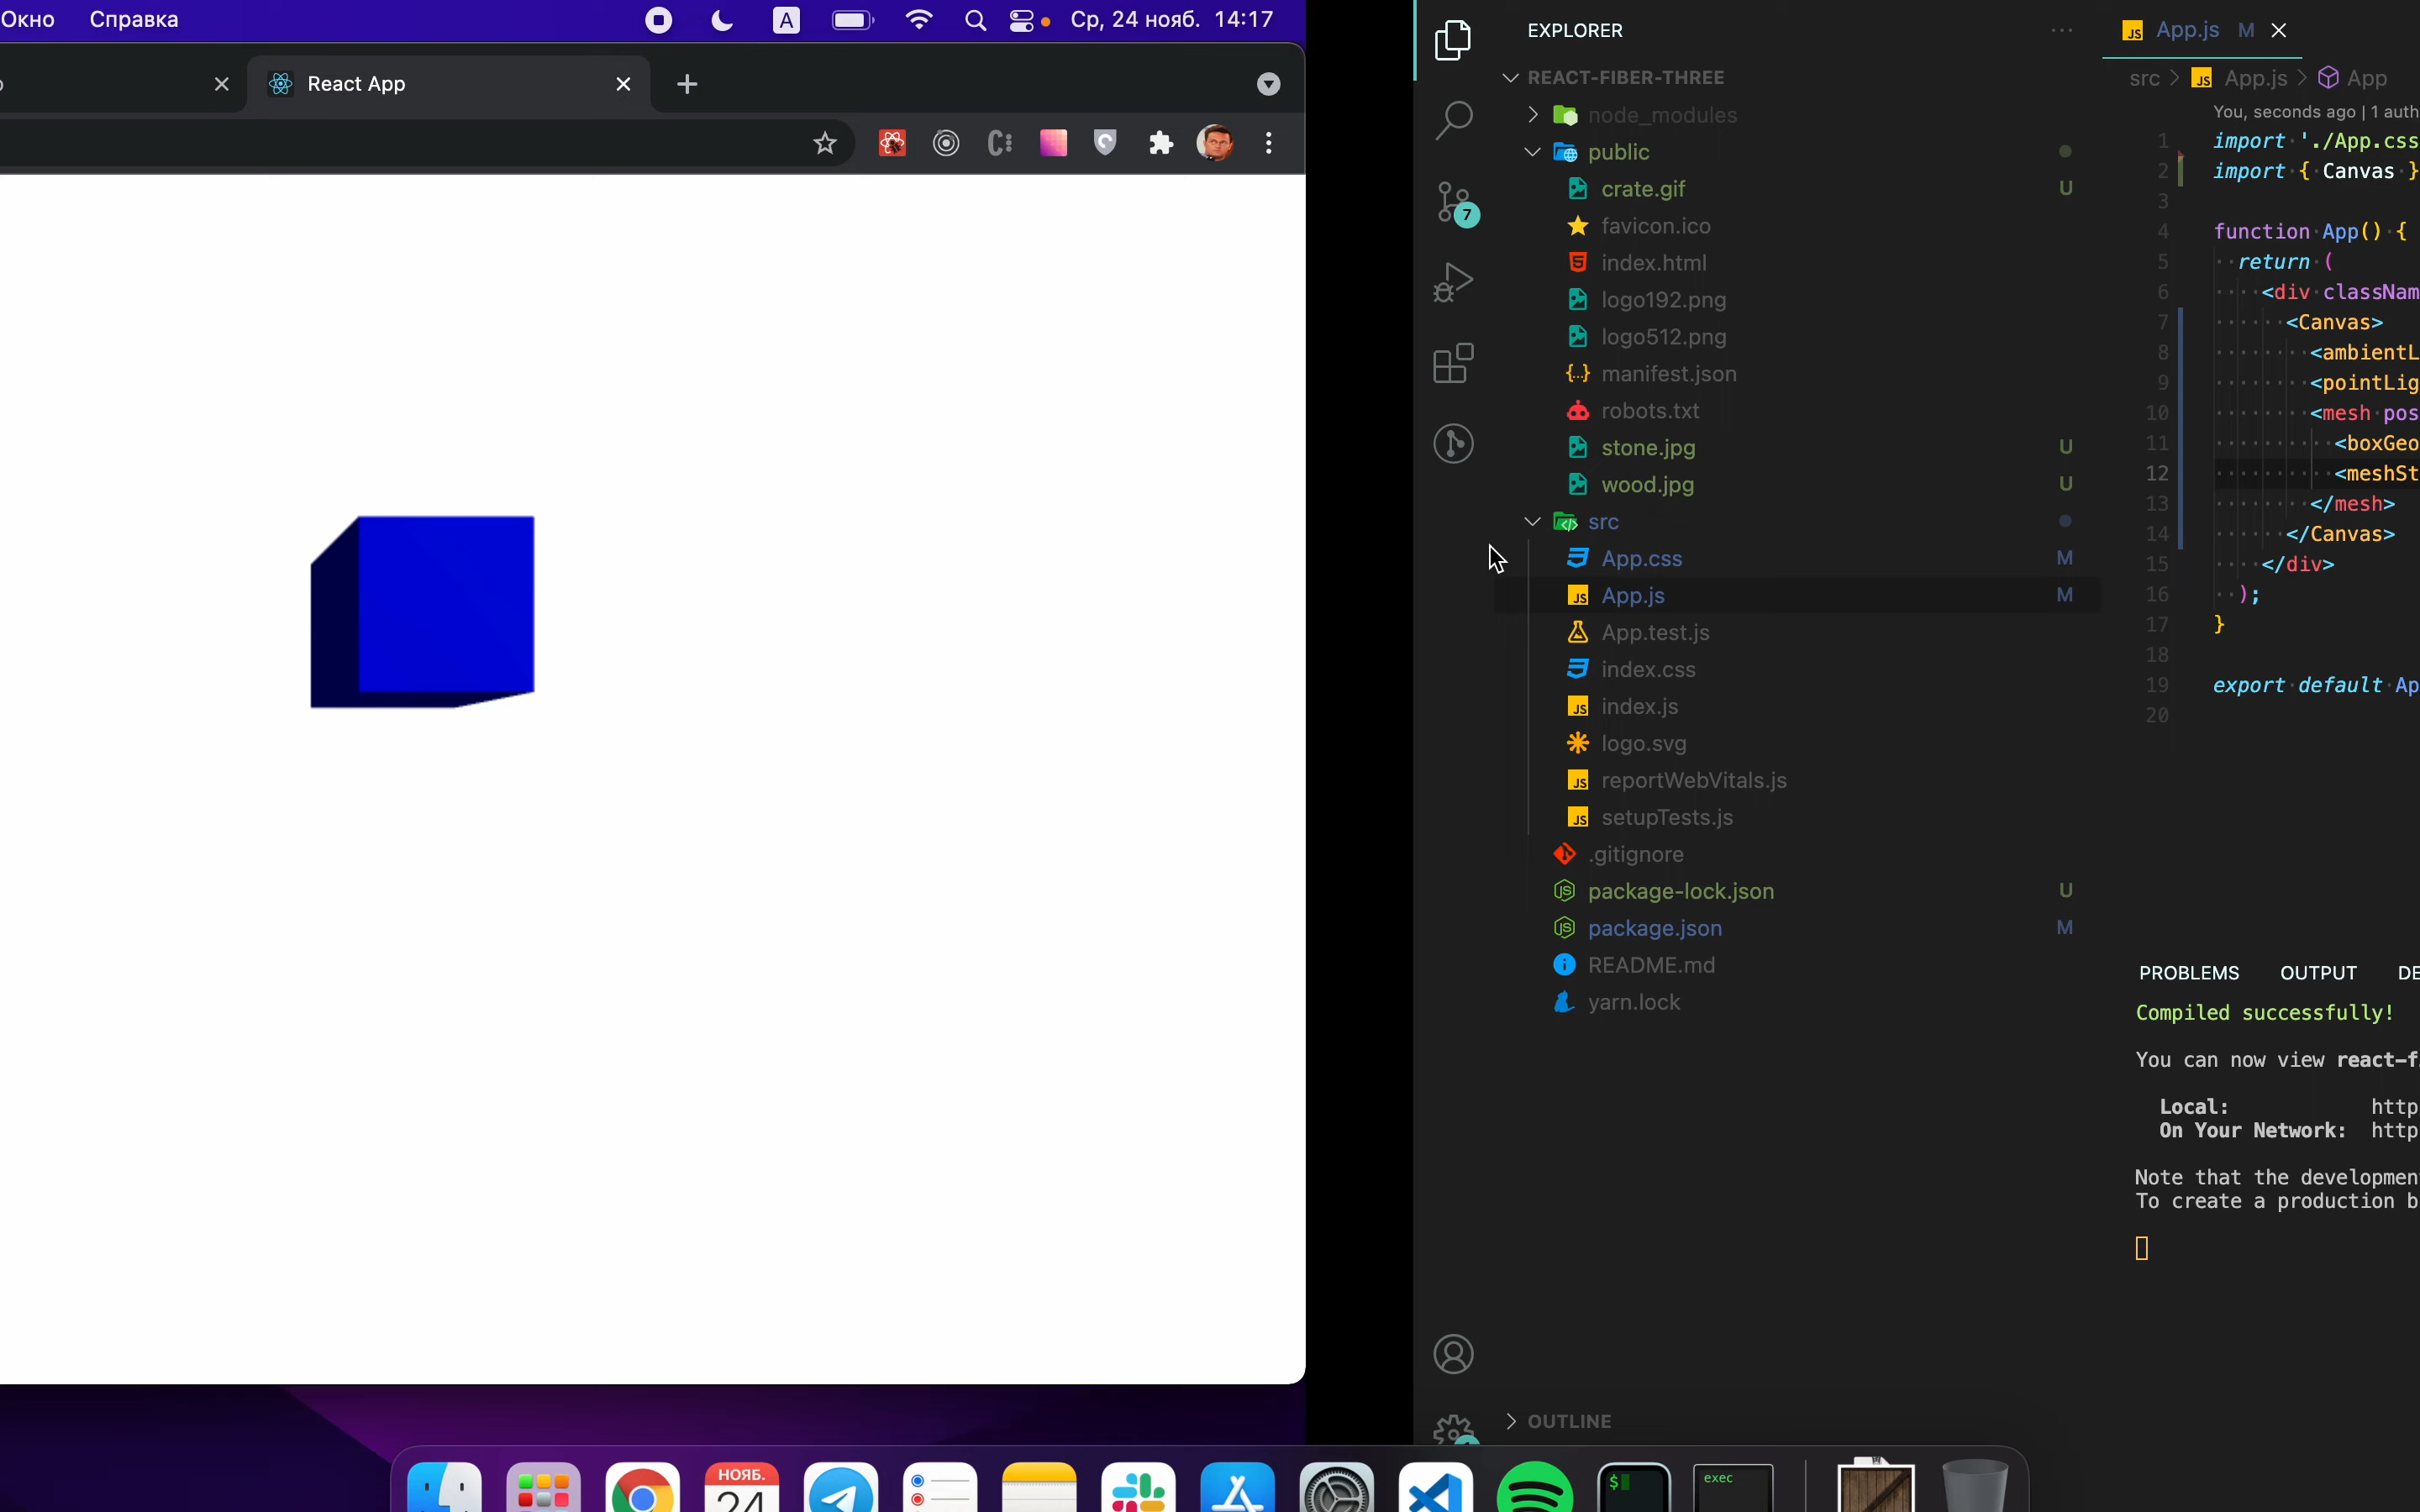 Окно Справка
A
Ср, 24 нояб. 14:17
React App
EXPLORER
REACT-FIBER-THREE
node_modules
public
crate.gif U
favicon.ico
index.html
logo192.png
logo512.png
manifest.json
robots.txt
stone.jpg U
wood.jpg U
src
App.css M
App.js M
App.test.js
index.css
index.js
logo.svg
reportWebVitals.js
setupTests.js
.gitignore
package-lock.json U
package.json M
README.md
yarn.lock
OUTLINE
7
JS App.js M
src > JS App.js > App
You, seconds ago | 1 auth
1 import './App.css
2 import { Canvas }
3
4 function App() {
5 return (
6 <div classNam
7 <Canvas>
8 <ambientL
9 <pointLig
10 <mesh pos
11 <boxGeo
12 <meshSt
13 </mesh>
14 </Canvas>
15 </div>
16 );
17 }
18
19 export default Ap
20
PROBLEMS OUTPUT DE
Compiled successfully!
You can now view react-f
Local: http
On Your Network: http
Note that the developmen
To create a production b
НОЯБ.
24
$
exec